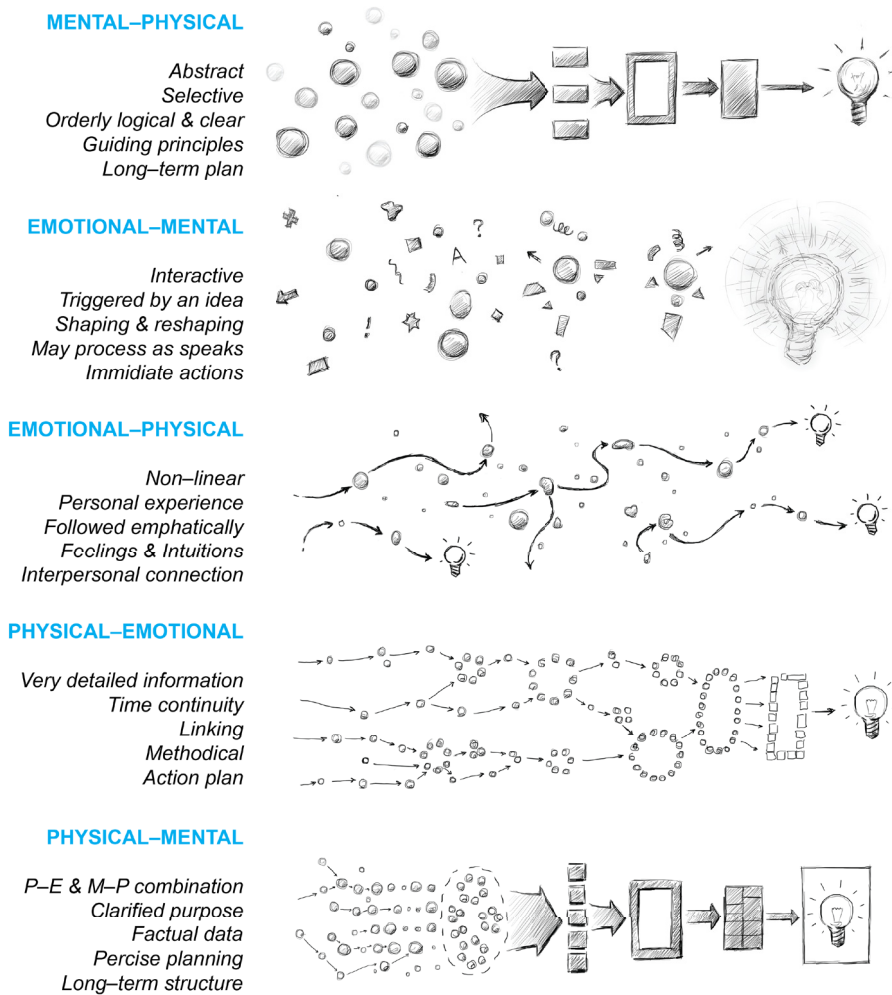 MENTAL–PHYSICAL
Abstract
Selective
Orderly logical & clear
Guiding principles
Long–term plan
EMOTIONAL–MENTAL
Interactive
Triggered by an idea
Shaping & reshaping
May process as speaks
Immidiate actions
?
A
!
?
EMOTIONAL–PHYSICAL
Non–linear
Personal experience
Followed emphatically
Feelings & Intuitions
Interpersonal connection
PHYSICAL–EMOTIONAL
Very detailed information
Time continuity
Linking
Methodical
Action plan
PHYSICAL–MENTAL
P–E & M–P combination
Clarified purpose
Factual data
Percise planning
Long–term structure